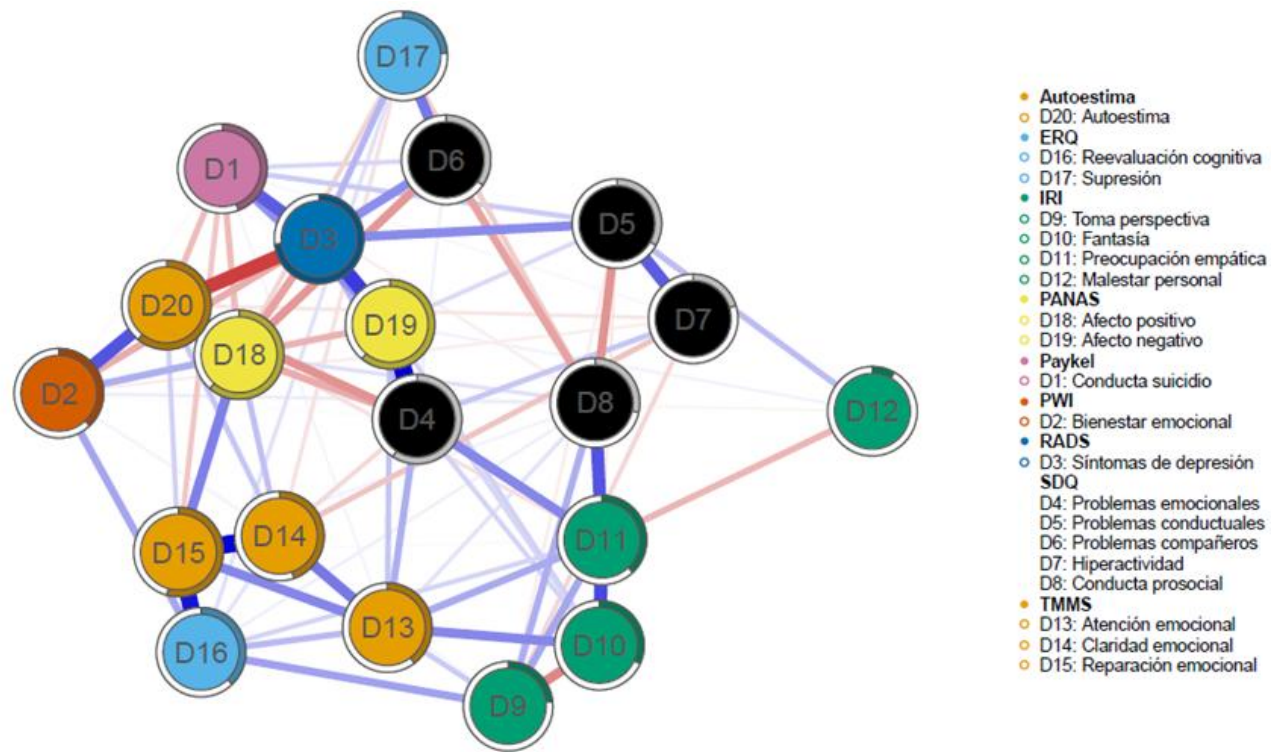 D17
D6
D1
D5
D3
D20
D19
D7
D18
D2
D4
D8
D12
D14
D15
D11
D13
D10
D16
D9
Autoestima
D20: Autoestima
ERQ
D16: Reevaluación cognitiva
D17: Supresión
IRI
D9: Toma perspectiva
D10: Fantasía
D11: Preocupación empática
D12: Malestar personal
PANAS
D18: Afecto positivo
D19: Afecto negativo
Paykel
D1: Conducta suicidio
PWI
D2: Bienestar emocional
RADS
D3: Síntomas de depresión
SDQ
D4: Problemas emocionales
D5: Problemas conductuales
D6: Problemas compañeros
D7: Hiperactividad
D8: Conducta prosocial
TMMS
D13: Atención emocional
D14: Claridad emocional
D15: Reparación emocional